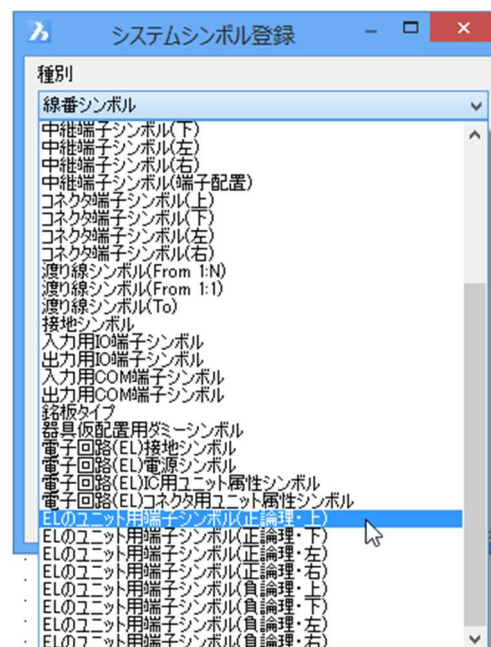 システムシンボル登録
種別
線番シンボル
中継端子シンボル(下)
中継端子シンボル(左)
中継端子シンボル(右)
中継端子シンボル(端子配置)
コネクタ端子シンボル(上)
コネクタ端子シンボル(下)
コネクタ端子シンボル(左)
コネクタ端子シンボル(右)
渡り線シンボル(From 1:N)
渡り線シンボル(From 1:1)
渡り線シンボル(To)
接地シンボル
入力用IO端子シンボル
出力用IO端子シンボル
入力用COM端子シンボル
出力用COM端子シンボル
銘板タイプ
器具仮配置用ダミーシンボル
電子回路(EL)接地シンボル
電子回路(EL)電源シンボル
電子回路(EL)IC用ユニット属性シンボル
電子回路(EL)コネクタ用ユニット属性シンボル
ELのユニット用端子シンボル(正論理・上)
ELのユニット用端子シンボル(正論理・下)
ELのユニット用端子シンボル(正論理・左)
ELのユニット用端子シンボル(正論理・右)
ELのユニット用端子シンボル(負論理・上)
ELのユニット用端子シンボル(負論理・下)
ELのユニット用端子シンボル(負論理・左)
ELのユニット用端子シンボル(負論理・右)